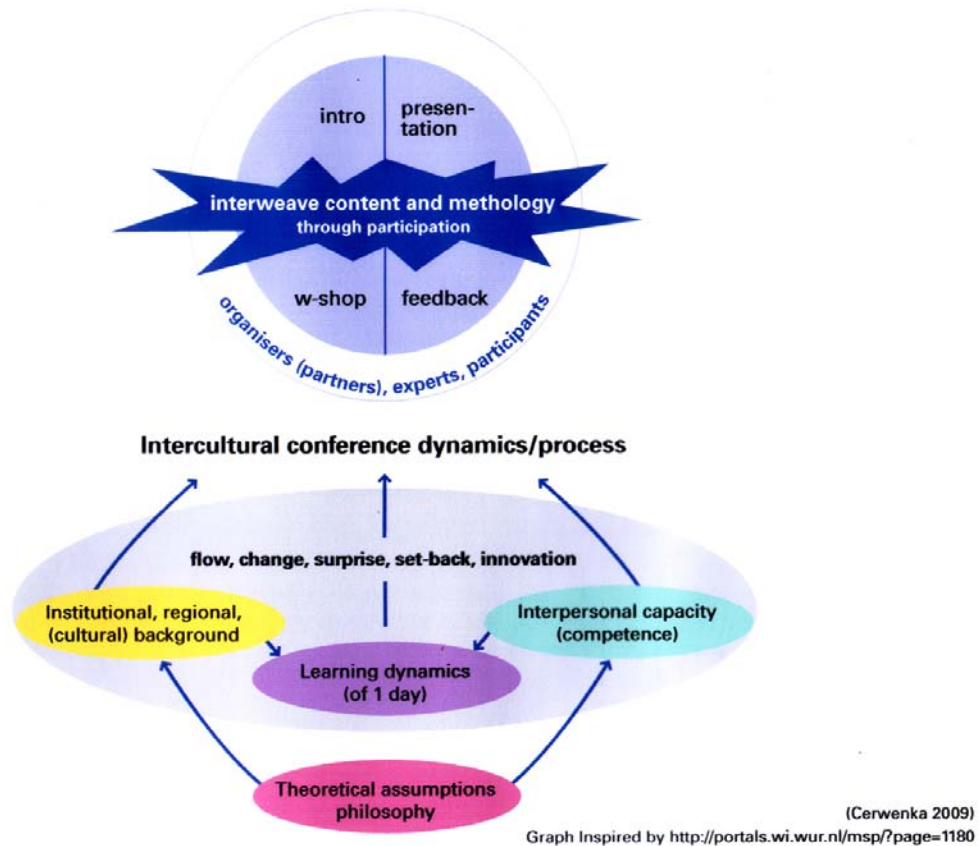 intro
presen-
tation
interweave content and methology
through participation
w-shop
feedback
organisers (partners), experts, participants
Intercultural conference dynamics/process
flow, change, surprise, set-back, innovation
Institutional, regional,
(cultural) background
Interpersonal capacity
(competence)
Learning dynamics
(of 1 day)
Theoretical assumptions
philosophy
(Cerwenka 2009)
Graph Inspired by http://portals.wi.wur.nl/msp/?page=1180